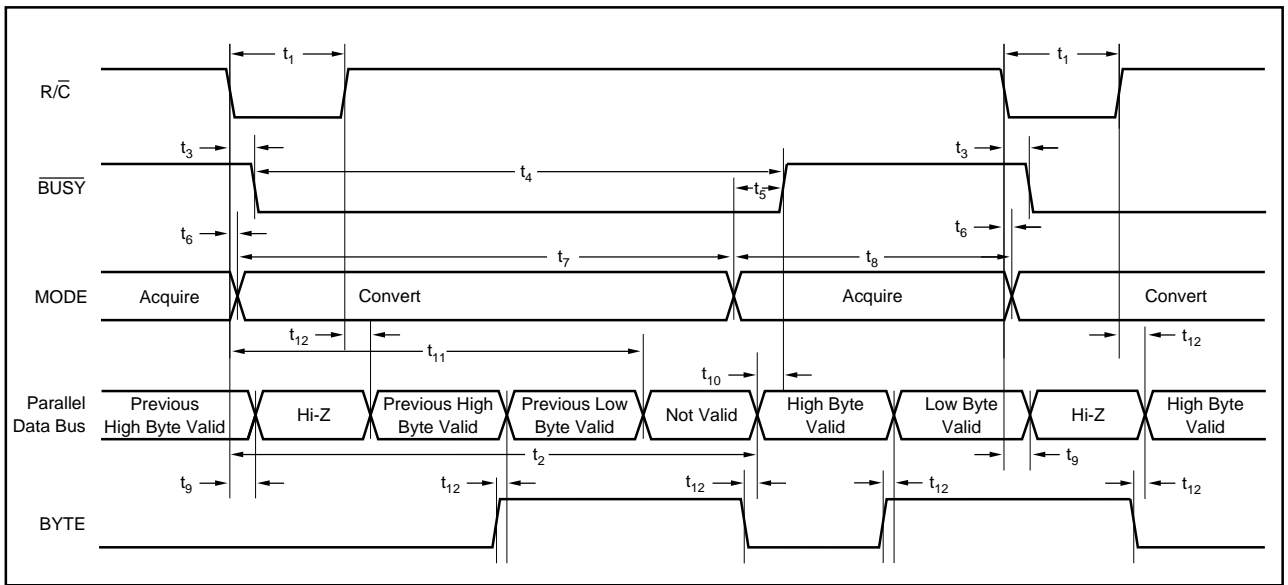 t1
t1
R/C̅
t3
t3
B̅U̅S̅Y̅
t4
t5
t6
t6
t7
t8
MODE
Acquire
Convert
Acquire
Convert
t12
t11
t12
t10
Parallel
Data Bus
Previous
High Byte Valid
Hi-Z
Previous High
Byte Valid
Previous Low
Byte Valid
Not Valid
High Byte
Valid
Low Byte
Valid
Hi-Z
High Byte
Valid
t2
t9
t9
t12
t12
t12
t12
BYTE